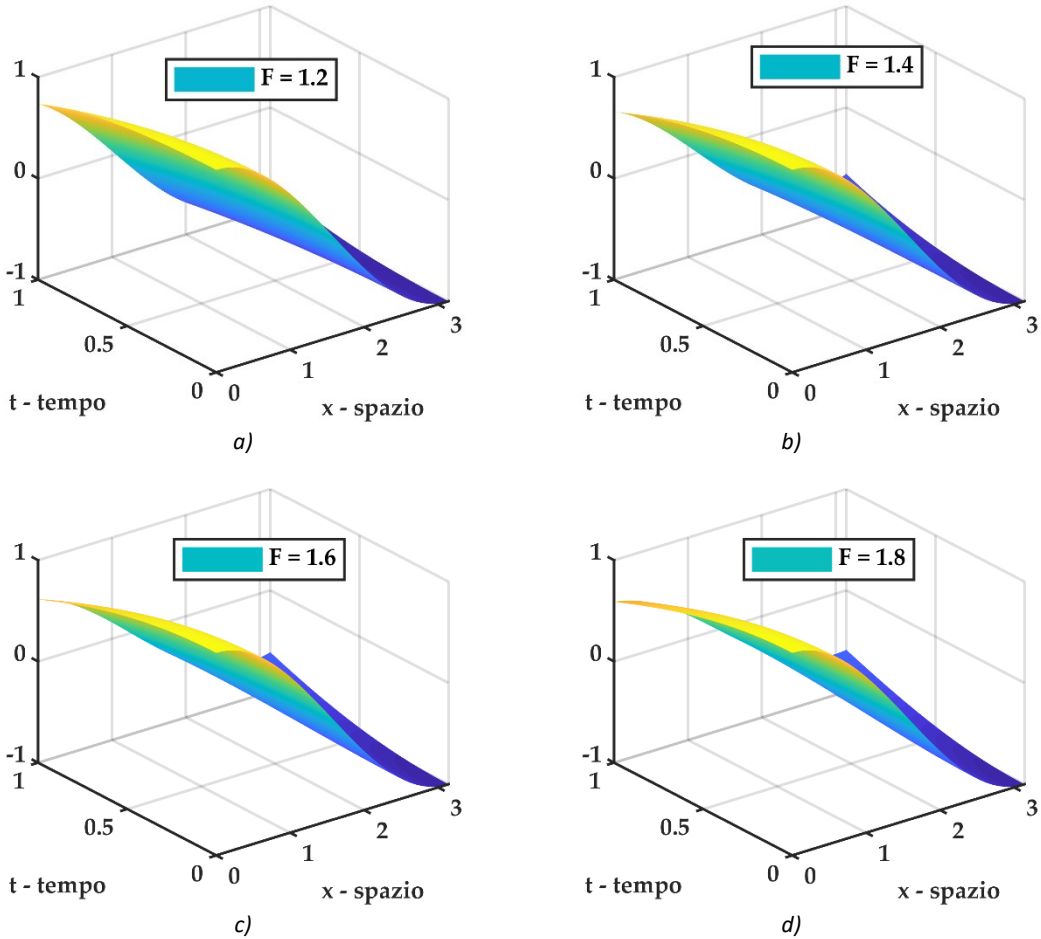 F = 1.2
1
0
-1
1
0.5
0
0
1
2
3
t - tempo
x - spazio
a)
F = 1.4
1
0
-1
1
0.5
0
0
1
2
3
t - tempo
x - spazio
b)
F = 1.6
1
0
-1
1
0.5
0
0
1
2
3
t - tempo
x - spazio
c)
F = 1.8
1
0
-1
1
0.5
0
0
1
2
3
t - tempo
x - spazio
d)